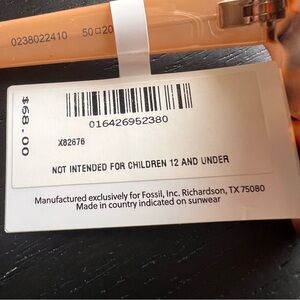 0238022410 50□20
$68.00
016426952380
X82676
NOT INTENDED FOR CHILDREN 12 AND UNDER
Manufactured exclusively for Fossil, Inc. Richardson, TX 75080
Made in country indicated on sunwear